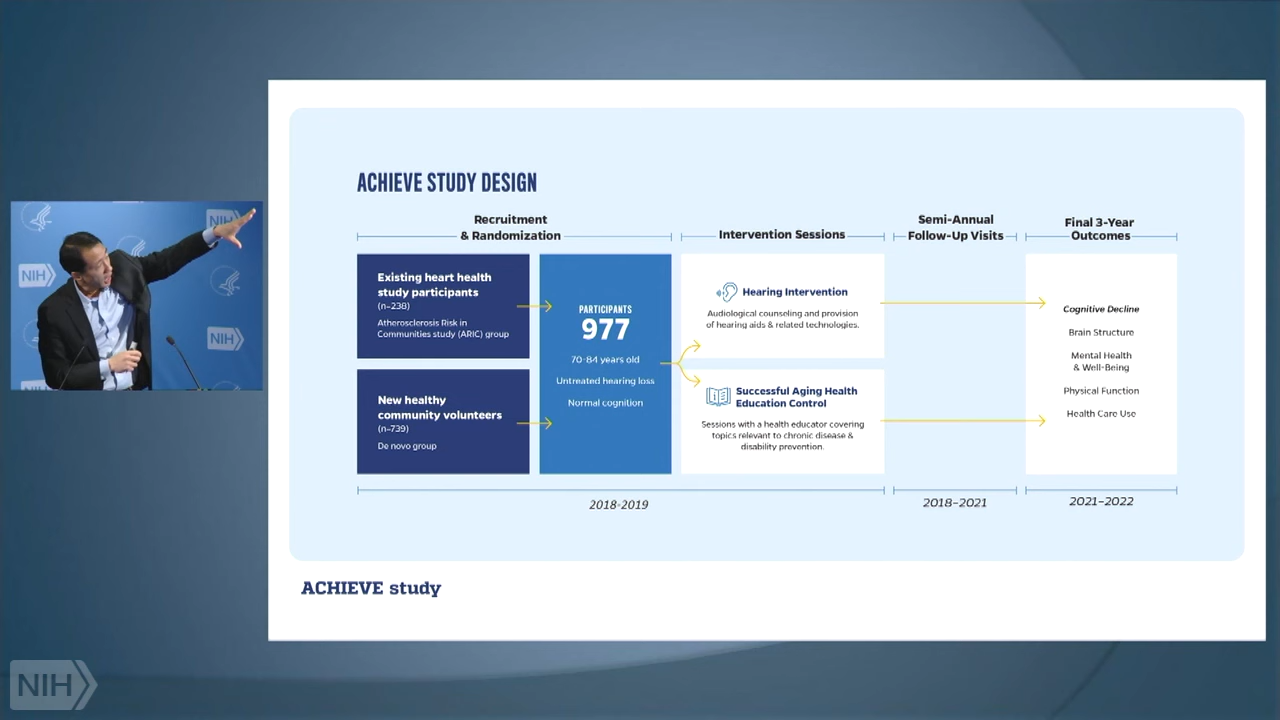 ACHIEVE STUDY DESIGN
Recruitment
& Randomization
Intervention Sessions
Semi-Annual
Follow-Up Visits
Final 3-Year
Outcomes
Existing heart health
study participants
(n=238)
Atherosclerosis Risk in
Communities study (ARIC) group
New healthy
community volunteers
(n=739)
De novo group
PARTICIPANTS
977
70-84 years old
Untreated hearing loss
Normal cognition
Hearing Intervention
Audiological counseling and provision
of hearing aids & related technologies.
Successful Aging Health
Education Control
Sessions with a health educator covering
topics relevant to chronic disease &
disability prevention.
Cognitive Decline
Brain Structure
Mental Health
& Well-Being
Physical Function
Health Care Use
2018-2019
2018-2021
2021-2022
ACHIEVE study
NIH
NIH
NIH
NIH